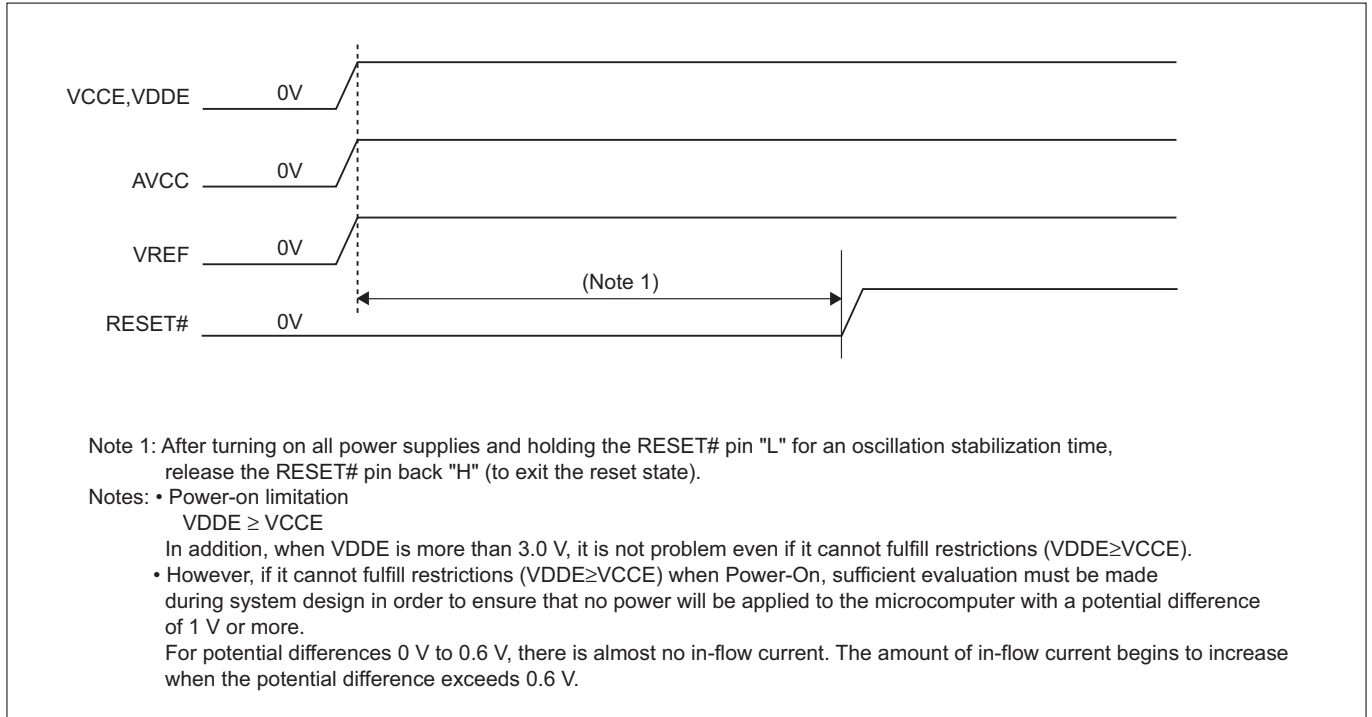 VCCE,VDDE 0V
AVCC 0V
VREF 0V
(Note 1)
RESET# 0V
Note 1: After turning on all power supplies and holding the RESET# pin "L" for an oscillation stabilization time,
release the RESET# pin back "H" (to exit the reset state).
Notes: • Power-on limitation
VDDE ≥ VCCE
In addition, when VDDE is more than 3.0 V, it is not problem even if it cannot fulfill restrictions (VDDE≥VCCE).
• However, if it cannot fulfill restrictions (VDDE≥VCCE) when Power-On, sufficient evaluation must be made
during system design in order to ensure that no power will be applied to the microcomputer with a potential difference
of 1 V or more.
For potential differences 0 V to 0.6 V, there is almost no in-flow current. The amount of in-flow current begins to increase
when the potential difference exceeds 0.6 V.